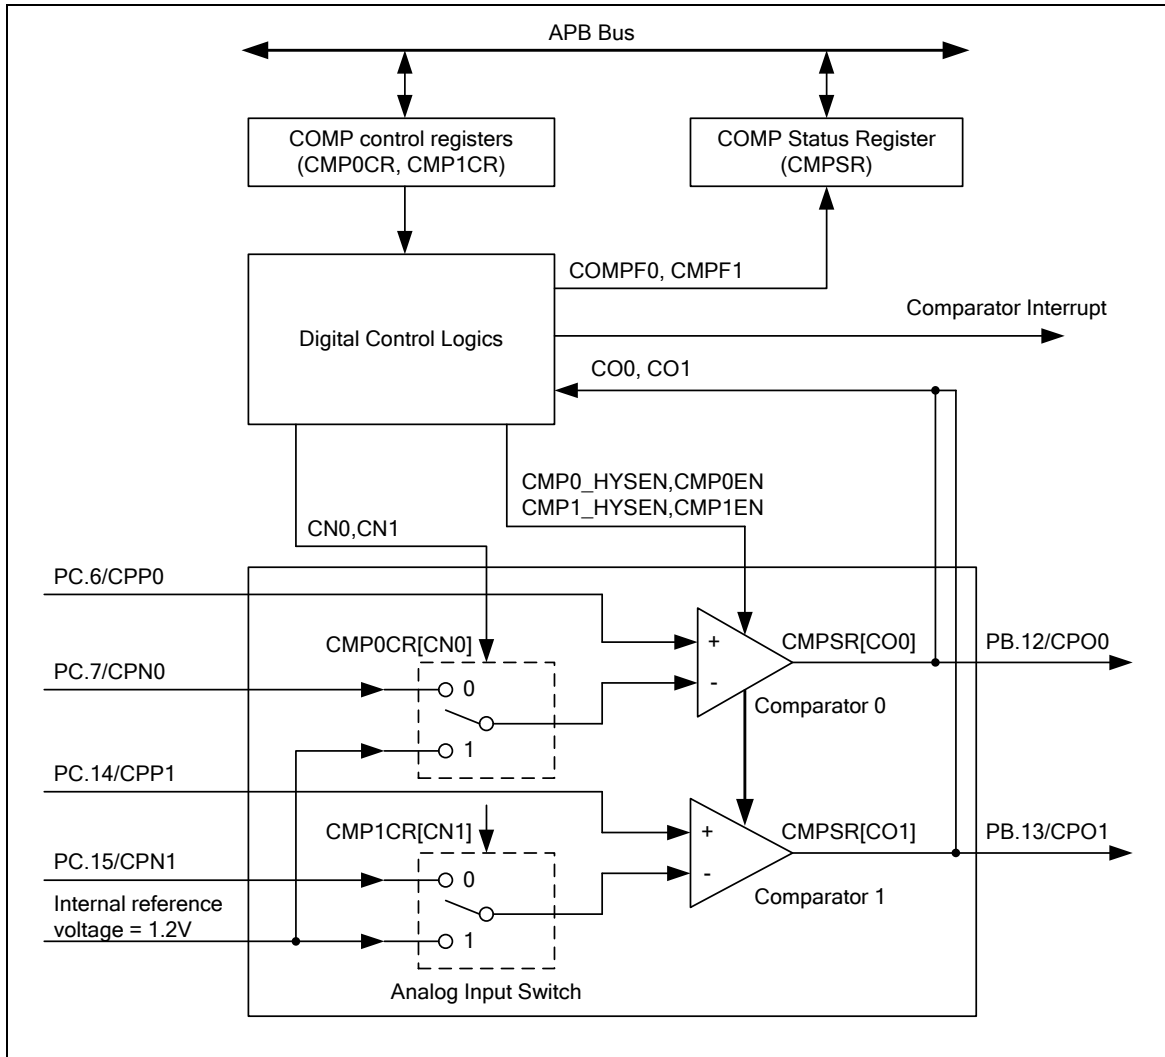 APB Bus
COMP control registers
(CMP0CR, CMP1CR)
COMP Status Register
(CMPSR)
COMPF0, CMPF1
Comparator Interrupt
Digital Control Logics
CO0, CO1
CMP0_HYSEN,CMP0EN
CMP1_HYSEN,CMP1EN
CN0,CN1
PC.6/CPP0
CMP0CR[CN0]
+
CMPSR[CO0]
PB.12/CPO0
PC.7/CPN0
0
-
Comparator 0
1
PC.14/CPP1
CMP1CR[CN1]
+
CMPSR[CO1]
PB.13/CPO1
PC.15/CPN1
0
-
Comparator 1
Internal reference
voltage = 1.2V
1
Analog Input Switch